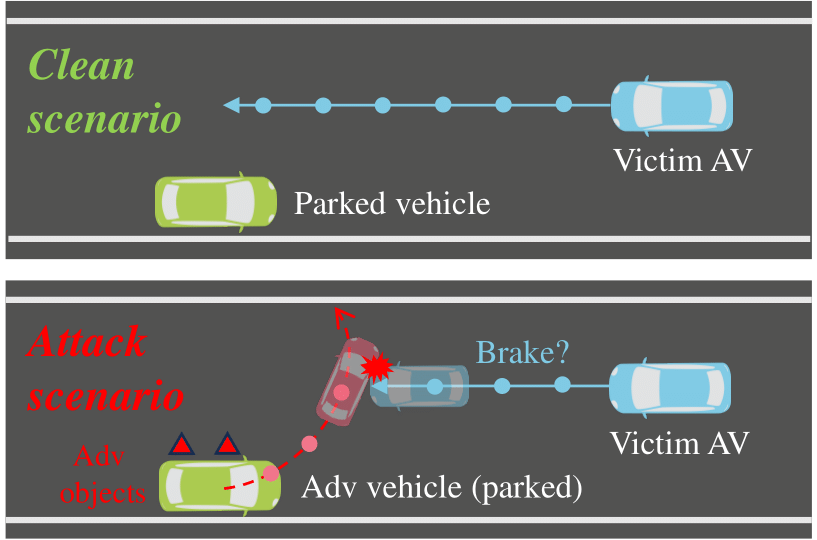 Clean
scenario
Victim AV
Parked vehicle
Attack
scenario
Brake?
Victim AV
Adv
objects
Adv vehicle (parked)